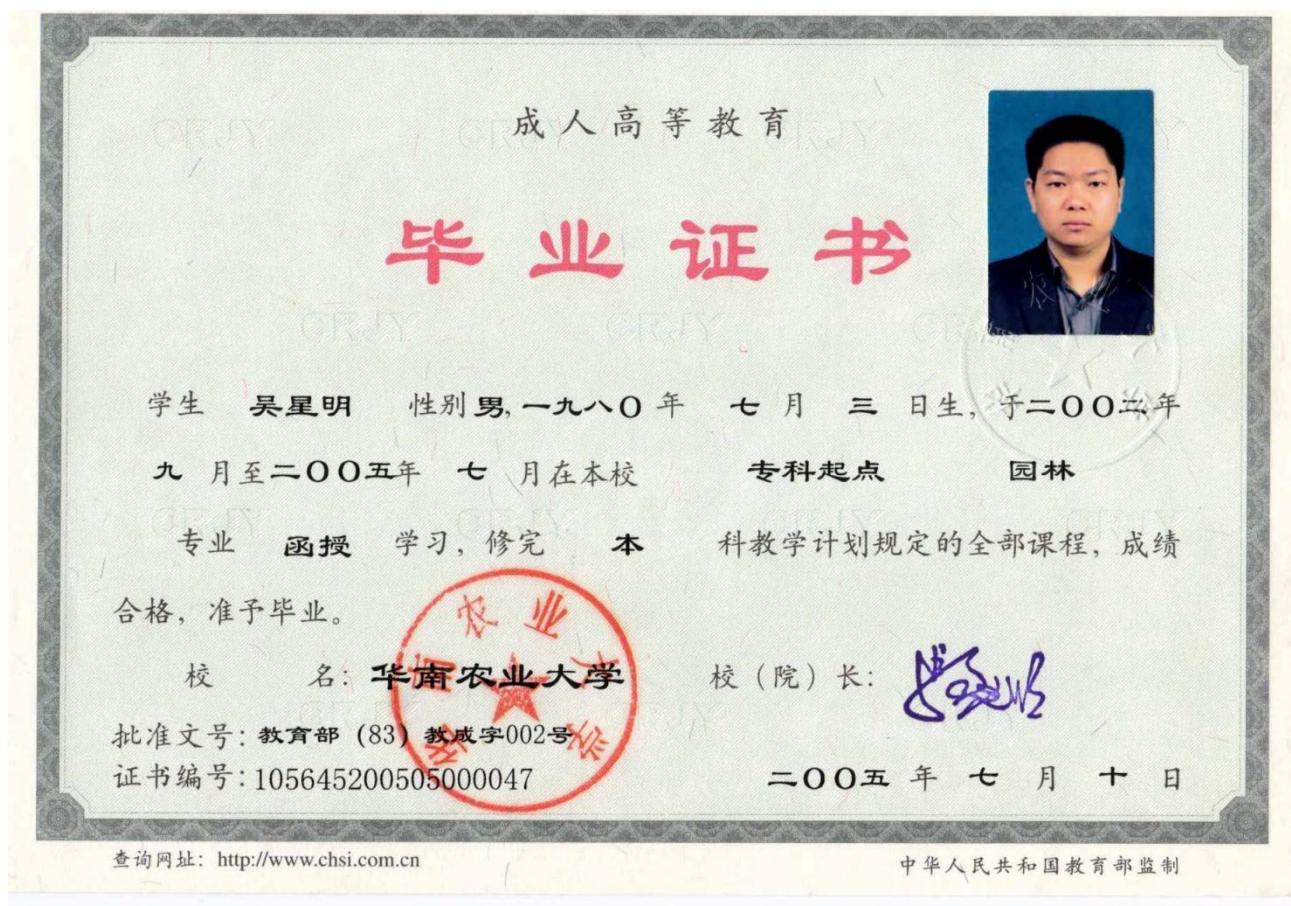 成人高等教育
毕业证书
学生 吴星明 性别 男, 一九八〇 年 七 月 三 日生, 于二〇〇二年
九 月至二〇〇五年 七 月在本校 专科起点 园林
专业 函授 学习, 修完 本 科教学计划规定的全部课程, 成绩
合格, 准予毕业。
校 名: 华南农业大学 校（院）长:
批准文号: 教育部 (83) 教成字002号
证书编号: 105645200505000047 二〇〇五 年 七 月 十 日
华南农业大学
查询网址: http://www.chsi.com.cn 中华人民共和国教育部监制